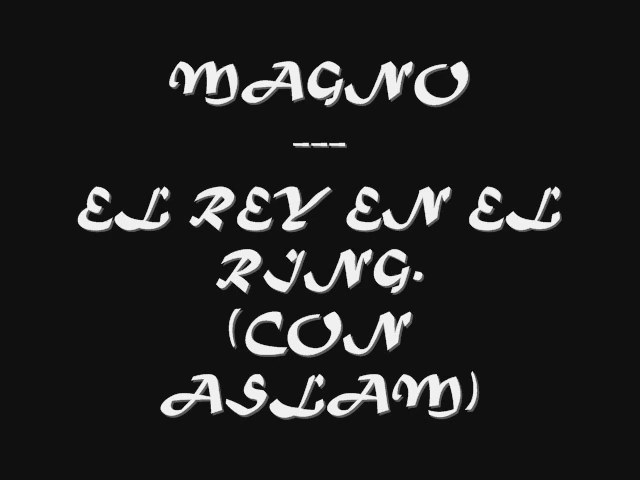 MAGNO
---
EL REY EN EL
RING.
(CON
ASLAM)